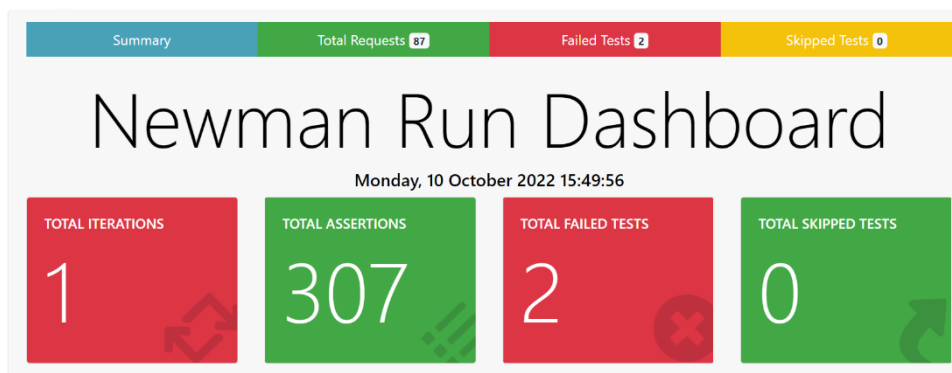 Summary Total Requests 87 Failed Tests 2 Skipped Tests 0
Newman Run Dashboard
Monday, 10 October 2022 15:49:56
TOTAL ITERATIONS TOTAL ASSERTIONS TOTAL FAILED TESTS TOTAL SKIPPED TESTS
1 307 2 0